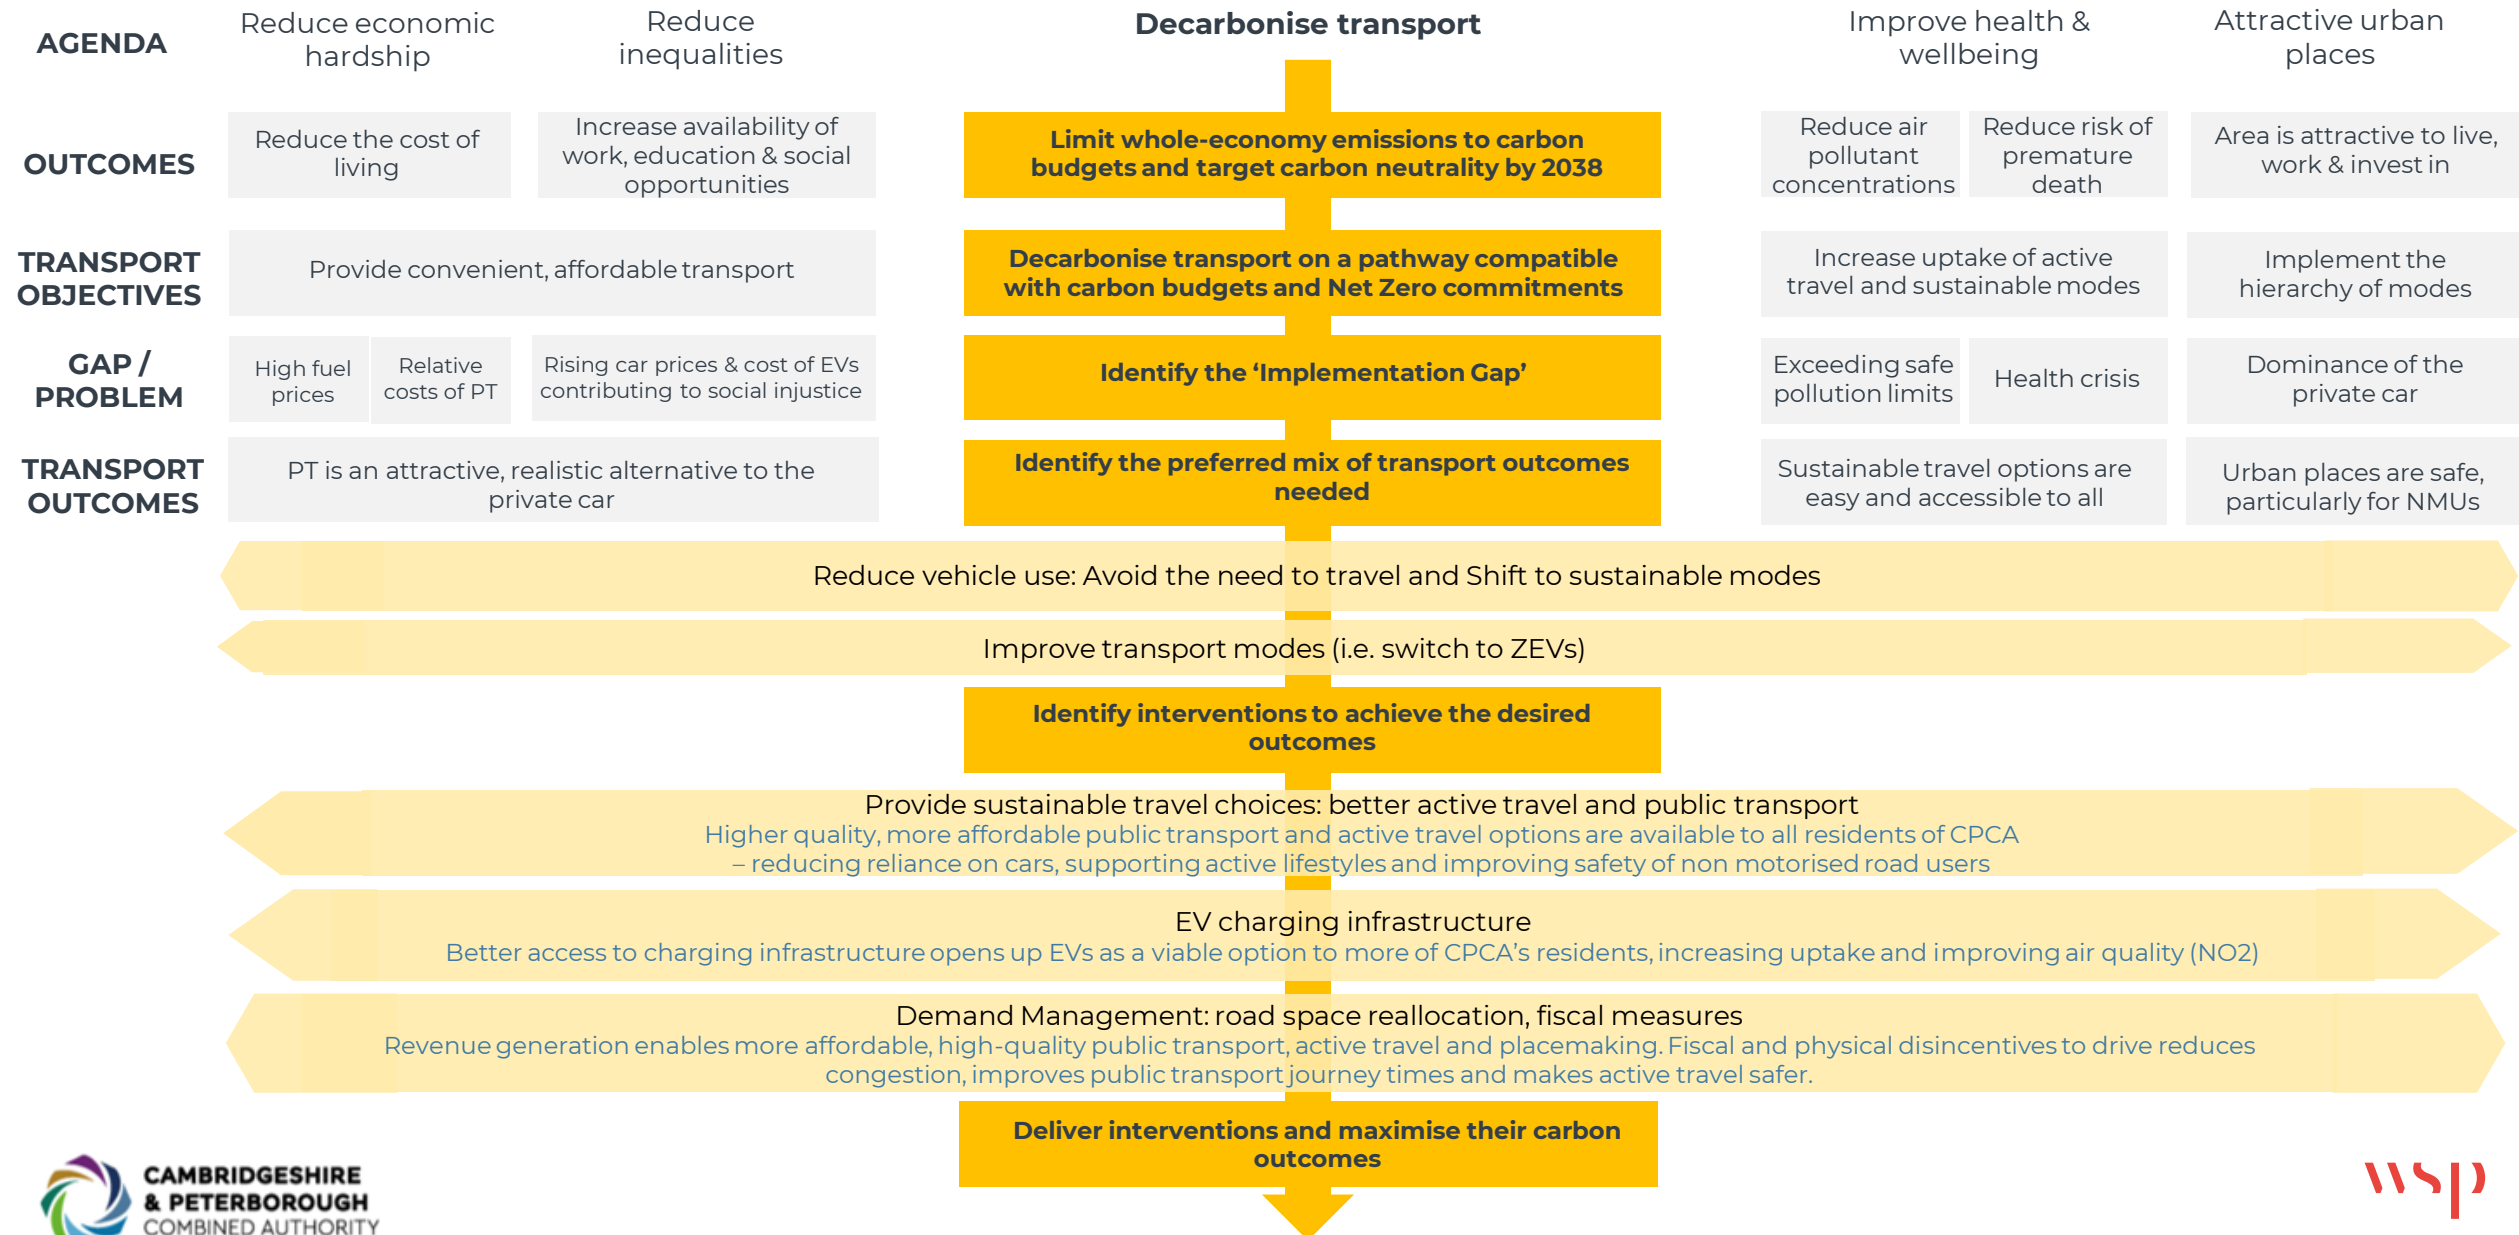 AGENDA
Reduce economic
hardship
Reduce
inequalities
Decarbonise transport
Improve health &
wellbeing
Attractive urban
places
OUTCOMES
Reduce the cost of
living
Increase availability of
work, education & social
opportunities
Limit whole-economy emissions to carbon
budgets and target carbon neutrality by 2038
Reduce air
pollutant
concentrations
Reduce risk of
premature
death
Area is attractive to live,
work & invest in
TRANSPORT
OBJECTIVES
Provide convenient, affordable transport
Decarbonise transport on a pathway compatible
with carbon budgets and Net Zero commitments
Increase uptake of active
travel and sustainable modes
Implement the
hierarchy of modes
GAP /
PROBLEM
High fuel
prices
Relative
costs of PT
Rising car prices & cost of EVs
contributing to social injustice
Identify the ‘Implementation Gap’
Exceeding safe
pollution limits
Health crisis
Dominance of the
private car
TRANSPORT
OUTCOMES
PT is an attractive, realistic alternative to the
private car
Identify the preferred mix of transport outcomes
needed
Sustainable travel options are
easy and accessible to all
Urban places are safe,
particularly for NMUs
Reduce vehicle use: Avoid the need to travel and Shift to sustainable modes
Improve transport modes (i.e. switch to ZEVs)
Identify interventions to achieve the desired
outcomes
Provide sustainable travel choices: better active travel and public transport
Higher quality, more affordable public transport and active travel options are available to all residents of CPCA
– reducing reliance on cars, supporting active lifestyles and improving safety of non motorised road users
EV charging infrastructure
Better access to charging infrastructure opens up EVs as a viable option to more of CPCA’s residents, increasing uptake and improving air quality (NO2)
Demand Management: road space reallocation, fiscal measures
Revenue generation enables more affordable, high-quality public transport, active travel and placemaking. Fiscal and physical disincentives to drive reduces
congestion, improves public transport journey times and makes active travel safer.
Deliver interventions and maximise their carbon
outcomes
CAMBRIDGESHIRE
& PETERBOROUGH
COMBINED AUTHORITY
wsp